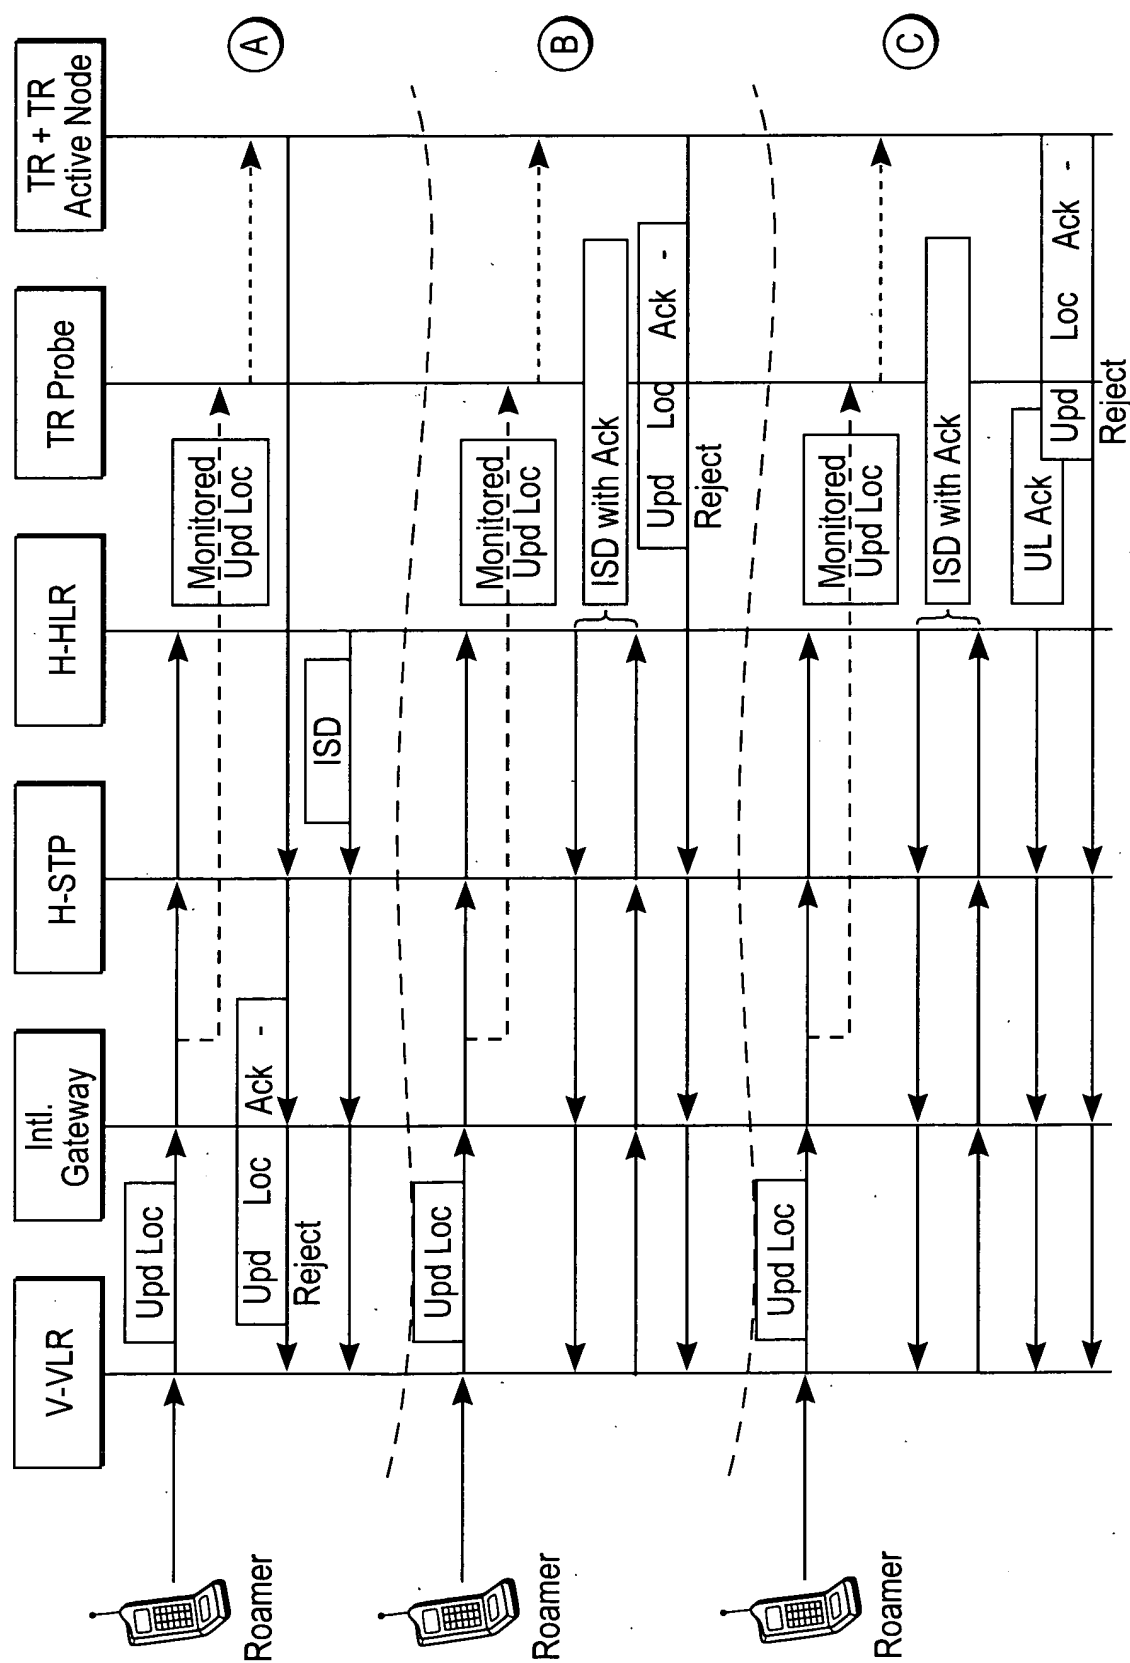 V-VLR
Intl.
Gateway
H-STP
H-HLR
TR Probe
TR + TR
Active Node
Roamer
Upd Loc
Monitored
Upd Loc
A
Upd Loc Ack -
Reject
ISD
Roamer
Upd Loc
Monitored
Upd Loc
B
ISD with Ack
Upd Loc Ack -
Reject
Roamer
Upd Loc
Monitored
Upd Loc
C
ISD with Ack
UL Ack
Upd Loc Ack -
Reject